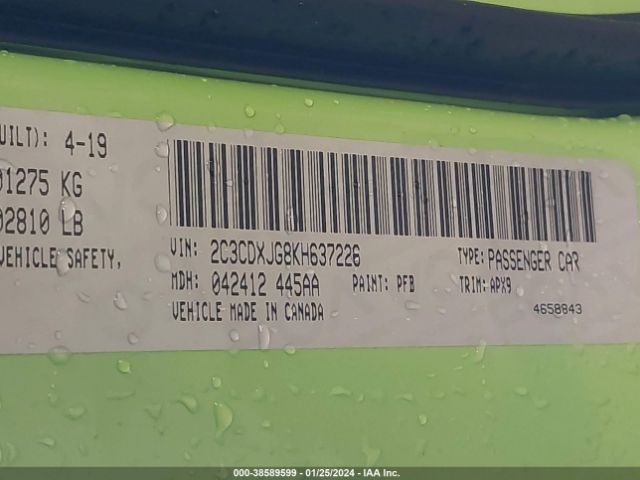 UILT): 4-19
01275 KG
02810 LB
VEHICLE SAFETY,
VIN: 2C3CDXJG8KH637226
TYPE: PASSENGER CAR
MDH: 042412 445AA
PAINT: PFB
TRIM: APX9
VEHICLE MADE IN CANADA
4658843
000-38589599 - 01/25/2024 - IAA Inc.